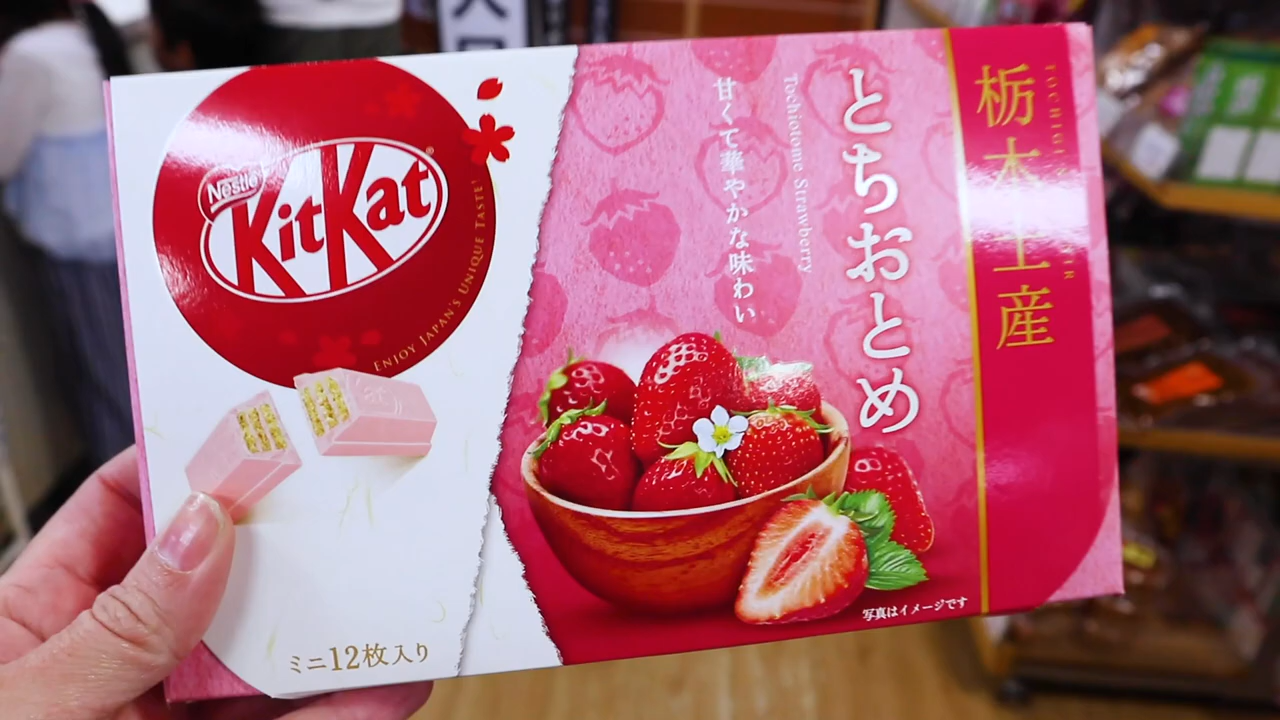 Nestlé
KitKat
ENJOY JAPAN'S UNIQUE TASTE!
ミニ12枚入り
栃木土産
とちおとめ
Tochiotome Strawberry
甘くて華やかな味わい
写真はイメージです